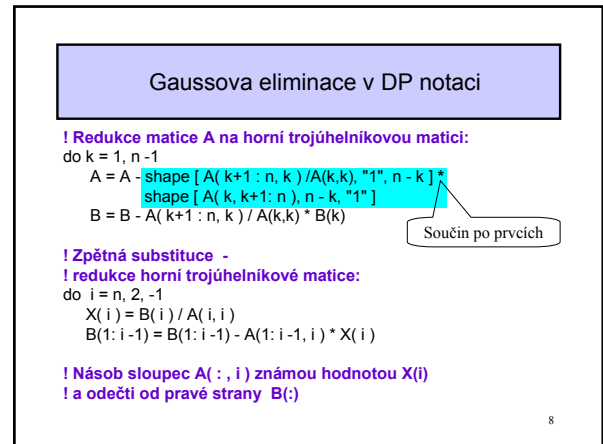 Gaussova eliminace v DP notaci
! Redukce matice A na horní trojúhelníkovou matici:
do k = 1, n -1
A = A - shape [ A( k+1 : n, k ) /A(k,k), "1", n - k ] *
shape [ A( k, k+1: n ), n - k, "1" ]
B = B - A( k+1 : n, k ) / A(k,k) * B(k)
Součin po prvcích
! Zpětná substituce -
! redukce horní trojúhelníkové matice:
do i = n, 2, -1
X( i ) = B( i ) / A( i, i )
B(1: i -1) = B(1: i -1) - A(1: i -1, i ) * X( i )
! Násob sloupec A( : , i ) známou hodnotou X(i)
! a odečti od pravé strany B(:)
8